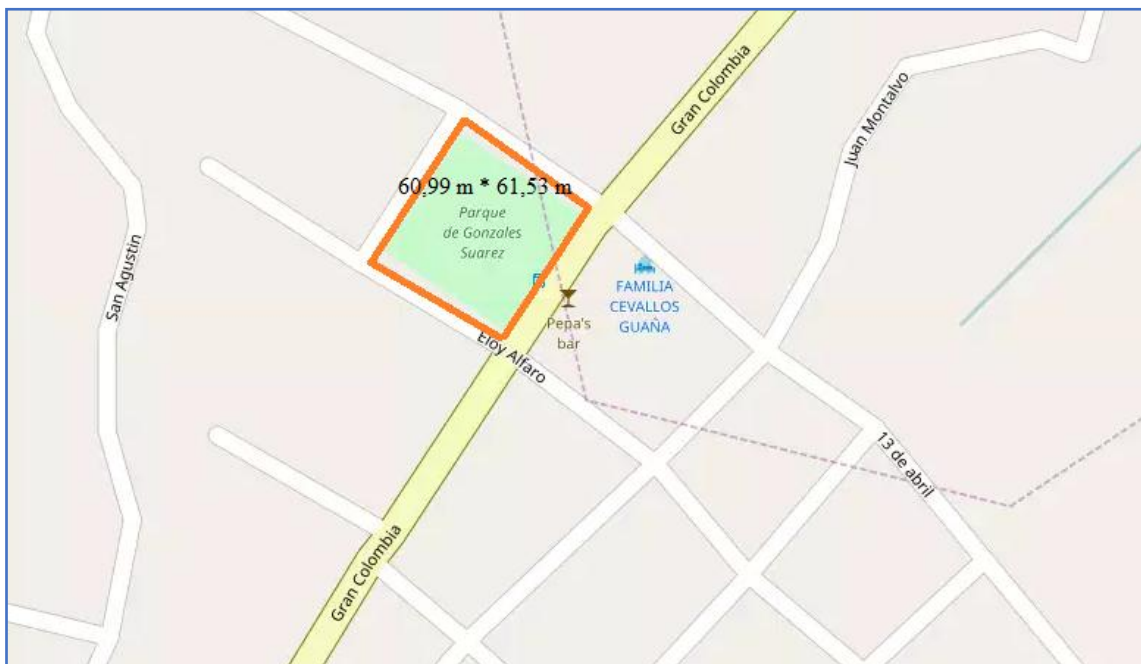 Gran Colombia
Juan Montalvo
60,99 m * 61,53 m
Parque
de Gonzales
Suarez
San Agustin
FAMILIA
CEVALLOS
GUAÑA
Pepa's
bar
Eloy Alfaro
13 de abril
Gran Colombia